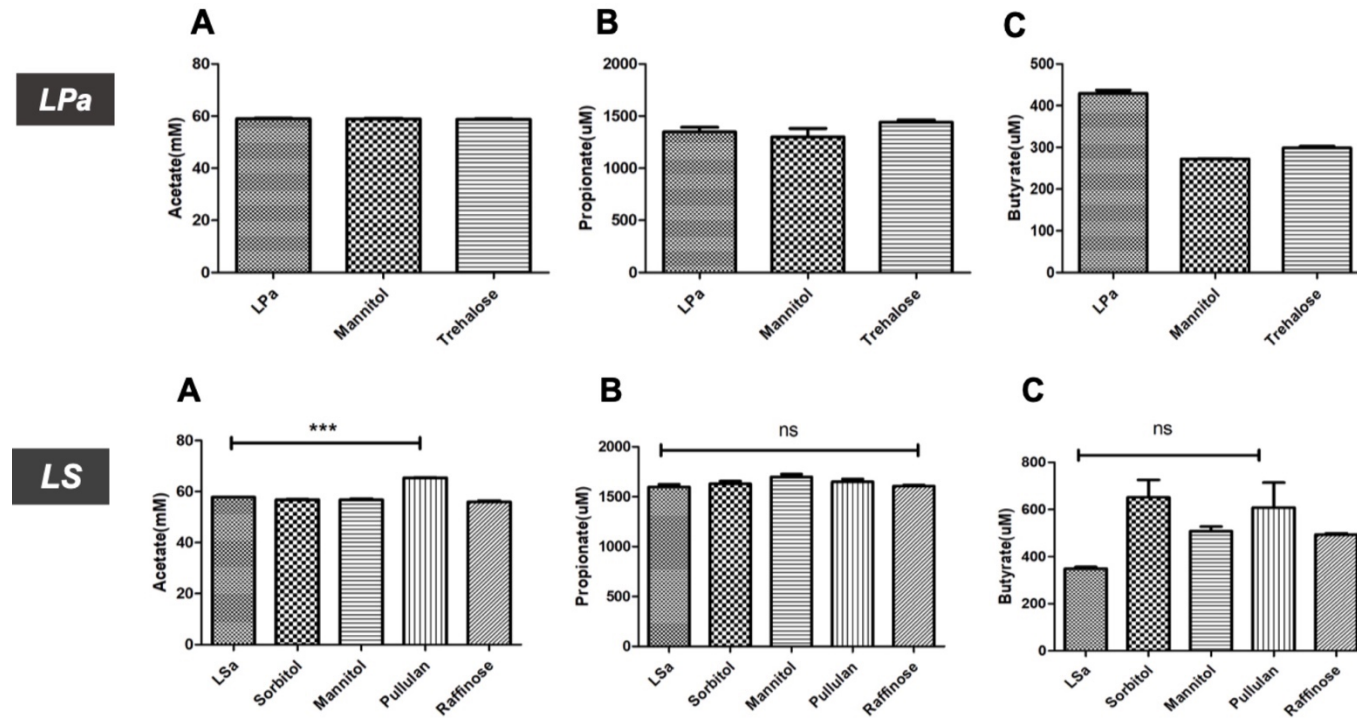 LPa
A
Acetate(mM)
80
60
40
20
0
LPa
Mannitol
Trehalose
B
Propionate(uM)
2000
1500
1000
500
0
LPa
Mannitol
Trehalose
C
Butyrate(uM)
500
400
300
200
100
0
LPa
Mannitol
Trehalose
LS
A
Acetate(mM)
80
60
40
20
0
***
LSa
Sorbitol
Mannitol
Pullulan
Raffinose
B
Propionate(uM)
2000
1500
1000
500
0
ns
LSa
Sorbitol
Mannitol
Pullulan
Raffinose
C
Butyrate(uM)
800
600
400
200
0
ns
LSa
Sorbitol
Mannitol
Pullulan
Raffinose